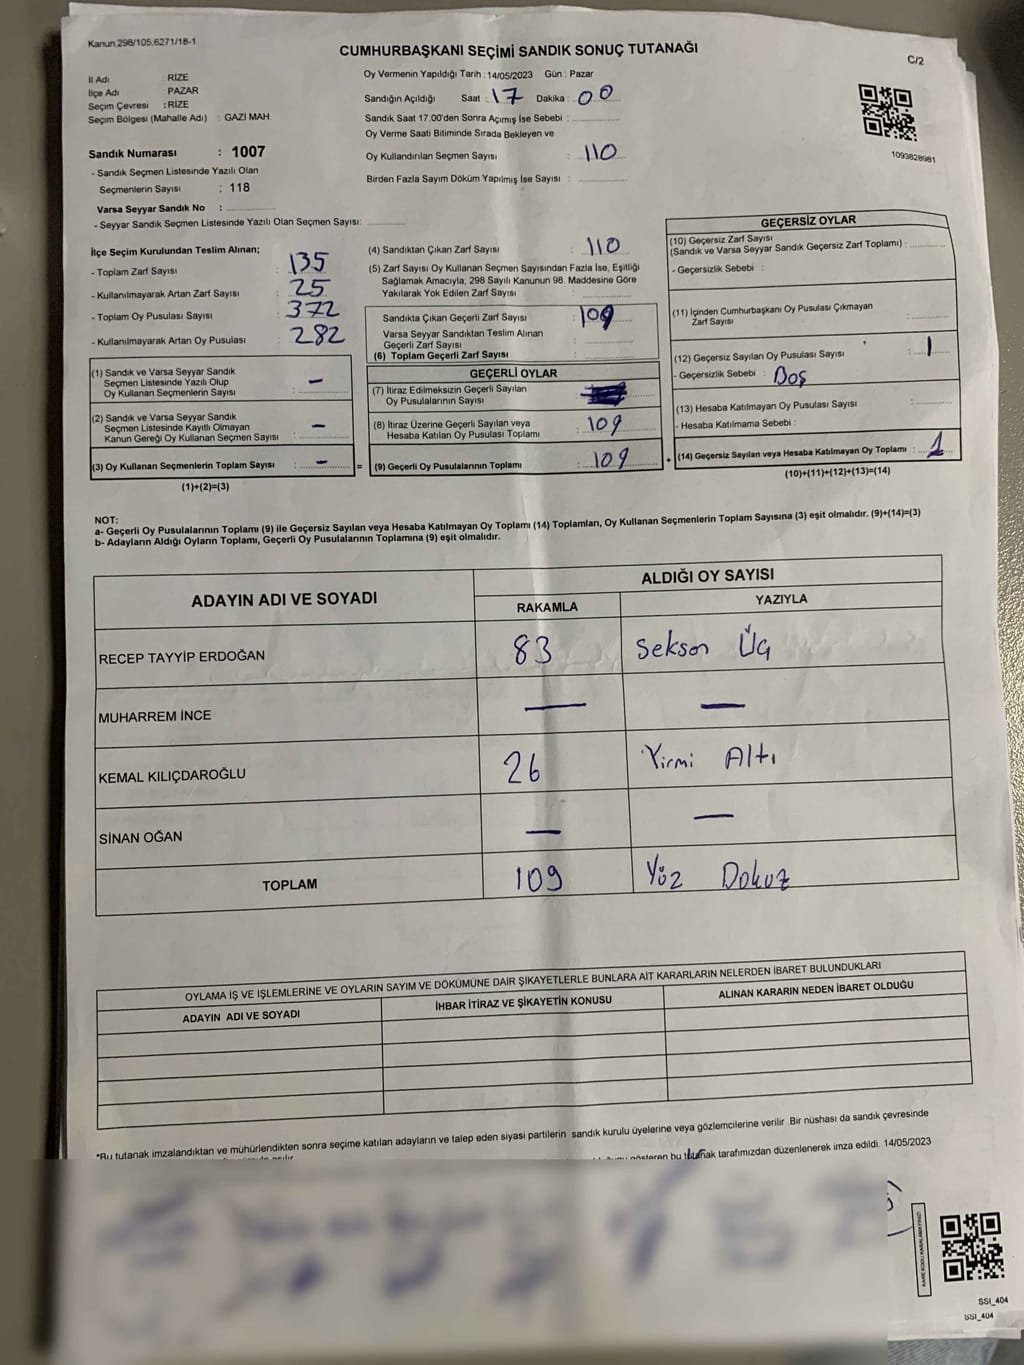 Kanun.298/105,6271/18-1
CUMHURBAŞKANI SEÇİMİ SANDIK SONUÇ TUTANAĞI
C/2
İl Adı : RİZE
İlçe Adı : PAZAR
Seçim Çevresi : RİZE
Seçim Bölgesi (Mahalle Adı) : GAZI MAH
Oy Vermenin Yapıldığı Tarih : 14/05/2023 Gün : Pazar
Sandığın Açıldığı Saat : 17 Dakika : 00
Sandık Saat 17:00'den Sonra Açımış İse Sebebi :
Oy Verme Saati Bitiminde Sırada Bekleyen ve
Oy Kullandırılan Seçmen Sayısı : 110
Birden Fazla Sayım Döküm Yapılmış İse Sayısı :
1093828981
Sandık Numarası : 1007
- Sandık Seçmen Listesinde Yazılı Olan
Seçmenlerin Sayısı : 118
Varsa Seyyar Sandık No :
- Seyyar Sandık Seçmen Listesinde Yazılı Olan Seçmen Sayısı:
İlçe Seçim Kurulundan Teslim Alınan;
- Toplam Zarf Sayısı : 135
- Kullanılmayarak Artan Zarf Sayısı : 25
- Toplam Oy Pusulası Sayısı : 372
- Kullanılmayarak Artan Oy Pusulası : 282
(1) Sandık ve Varsa Seyyar Sandık
Seçmen Listesinde Yazılı Olup
Oy Kullanan Seçmenlerin Sayısı : –
(2) Sandık ve Varsa Seyyar Sandık
Seçmen Listesinde Kayıtlı Olmayan
Kanun Gereği Oy Kullanan Seçmen Sayısı : –
(3) Oy Kullanan Seçmenlerin Toplam Sayısı : – =
(1)+(2)=(3)
(4) Sandıktan Çıkan Zarf Sayısı : 110
(5) Zarf Sayısı Oy Kullanan Seçmen Sayısından Fazla İse, Eşitliği
Sağlamak Amacıyla; 298 Sayılı Kanunun 98. Maddesine Göre
Yakılarak Yok Edilen Zarf Sayısı :
Sandıkta Çıkan Geçerli Zarf Sayısı : 109
Varsa Seyyar Sandıktan Teslim Alınan
Geçerli Zarf Sayısı :
(6) Toplam Geçerli Zarf Sayısı :
GEÇERLİ OYLAR
(7) İtiraz Edilmeksizin Geçerli Sayılan
Oy Pusulalarının Sayısı :
(8) İtiraz Üzerine Geçerli Sayılan veya
Hesaba Katılan Oy Pusulası Toplamı : 109
(9) Geçerli Oy Pusulalarının Toplamı : 109 +
GEÇERSİZ OYLAR
(10) Geçersiz Zarf Sayısı
(Sandık ve Varsa Seyyar Sandık Geçersiz Zarf Toplamı) :
- Geçersizlik Sebebi :
(11) İçinden Cumhurbaşkanı Oy Pusulası Çıkmayan
Zarf Sayısı :
(12) Geçersiz Sayılan Oy Pusulası Sayısı : 1
- Geçersizlik Sebebi : Boş
(13) Hesaba Katılmayan Oy Pusulası Sayısı :
- Hesaba Katılmama Sebebi :
(14) Geçersiz Sayılan veya Hesaba Katılmayan Oy Toplamı : 1
(10)+(11)+(12)+(13)=(14)
NOT:
a- Geçerli Oy Pusulalarının Toplamı (9) ile Geçersiz Sayılan veya Hesaba Katılmayan Oy Toplamı (14) Toplamları, Oy Kullanan Seçmenlerin Toplam Sayısına (3) eşit olmalıdır. (9)+(14)=(3)
b- Adayların Aldığı Oyların Toplamı, Geçerli Oy Pusulalarının Toplamına (9) eşit olmalıdır.
ADAYIN ADI VE SOYADI
ALDIĞI OY SAYISI
RAKAMLA YAZIYLA
RECEP TAYYİP ERDOĞAN 83 Seksen Üç
MUHARREM İNCE — —
KEMAL KILIÇDAROĞLU 26 Yirmi Altı
SİNAN OĞAN — —
TOPLAM 109 Yüz Dokuz
OYLAMA İŞ VE İŞLEMLERİNE VE OYLARIN SAYIM VE DÖKÜMÜNE DAİR ŞİKAYETLERLE BUNLARA AİT KARARLARIN NELERDEN İBARET BULUNDUKLARI
ADAYIN ADI VE SOYADI İHBAR İTİRAZ VE ŞİKAYETİN KONUSU ALINAN KARARIN NEDEN İBARET OLDUĞU
*Bu tutanak imzalandıktan ve mühürlendikten sonra seçime katılan adayların ve talep eden siyasi partilerin sandık kurulu üyelerine veya gözlemcilerine verilir. Bir nüshası da sandık çevresinde
gösteren bu tutanak tarafımızdan düzenlenerek imza edildi. 14/05/2023
SSI_404
SSI_404